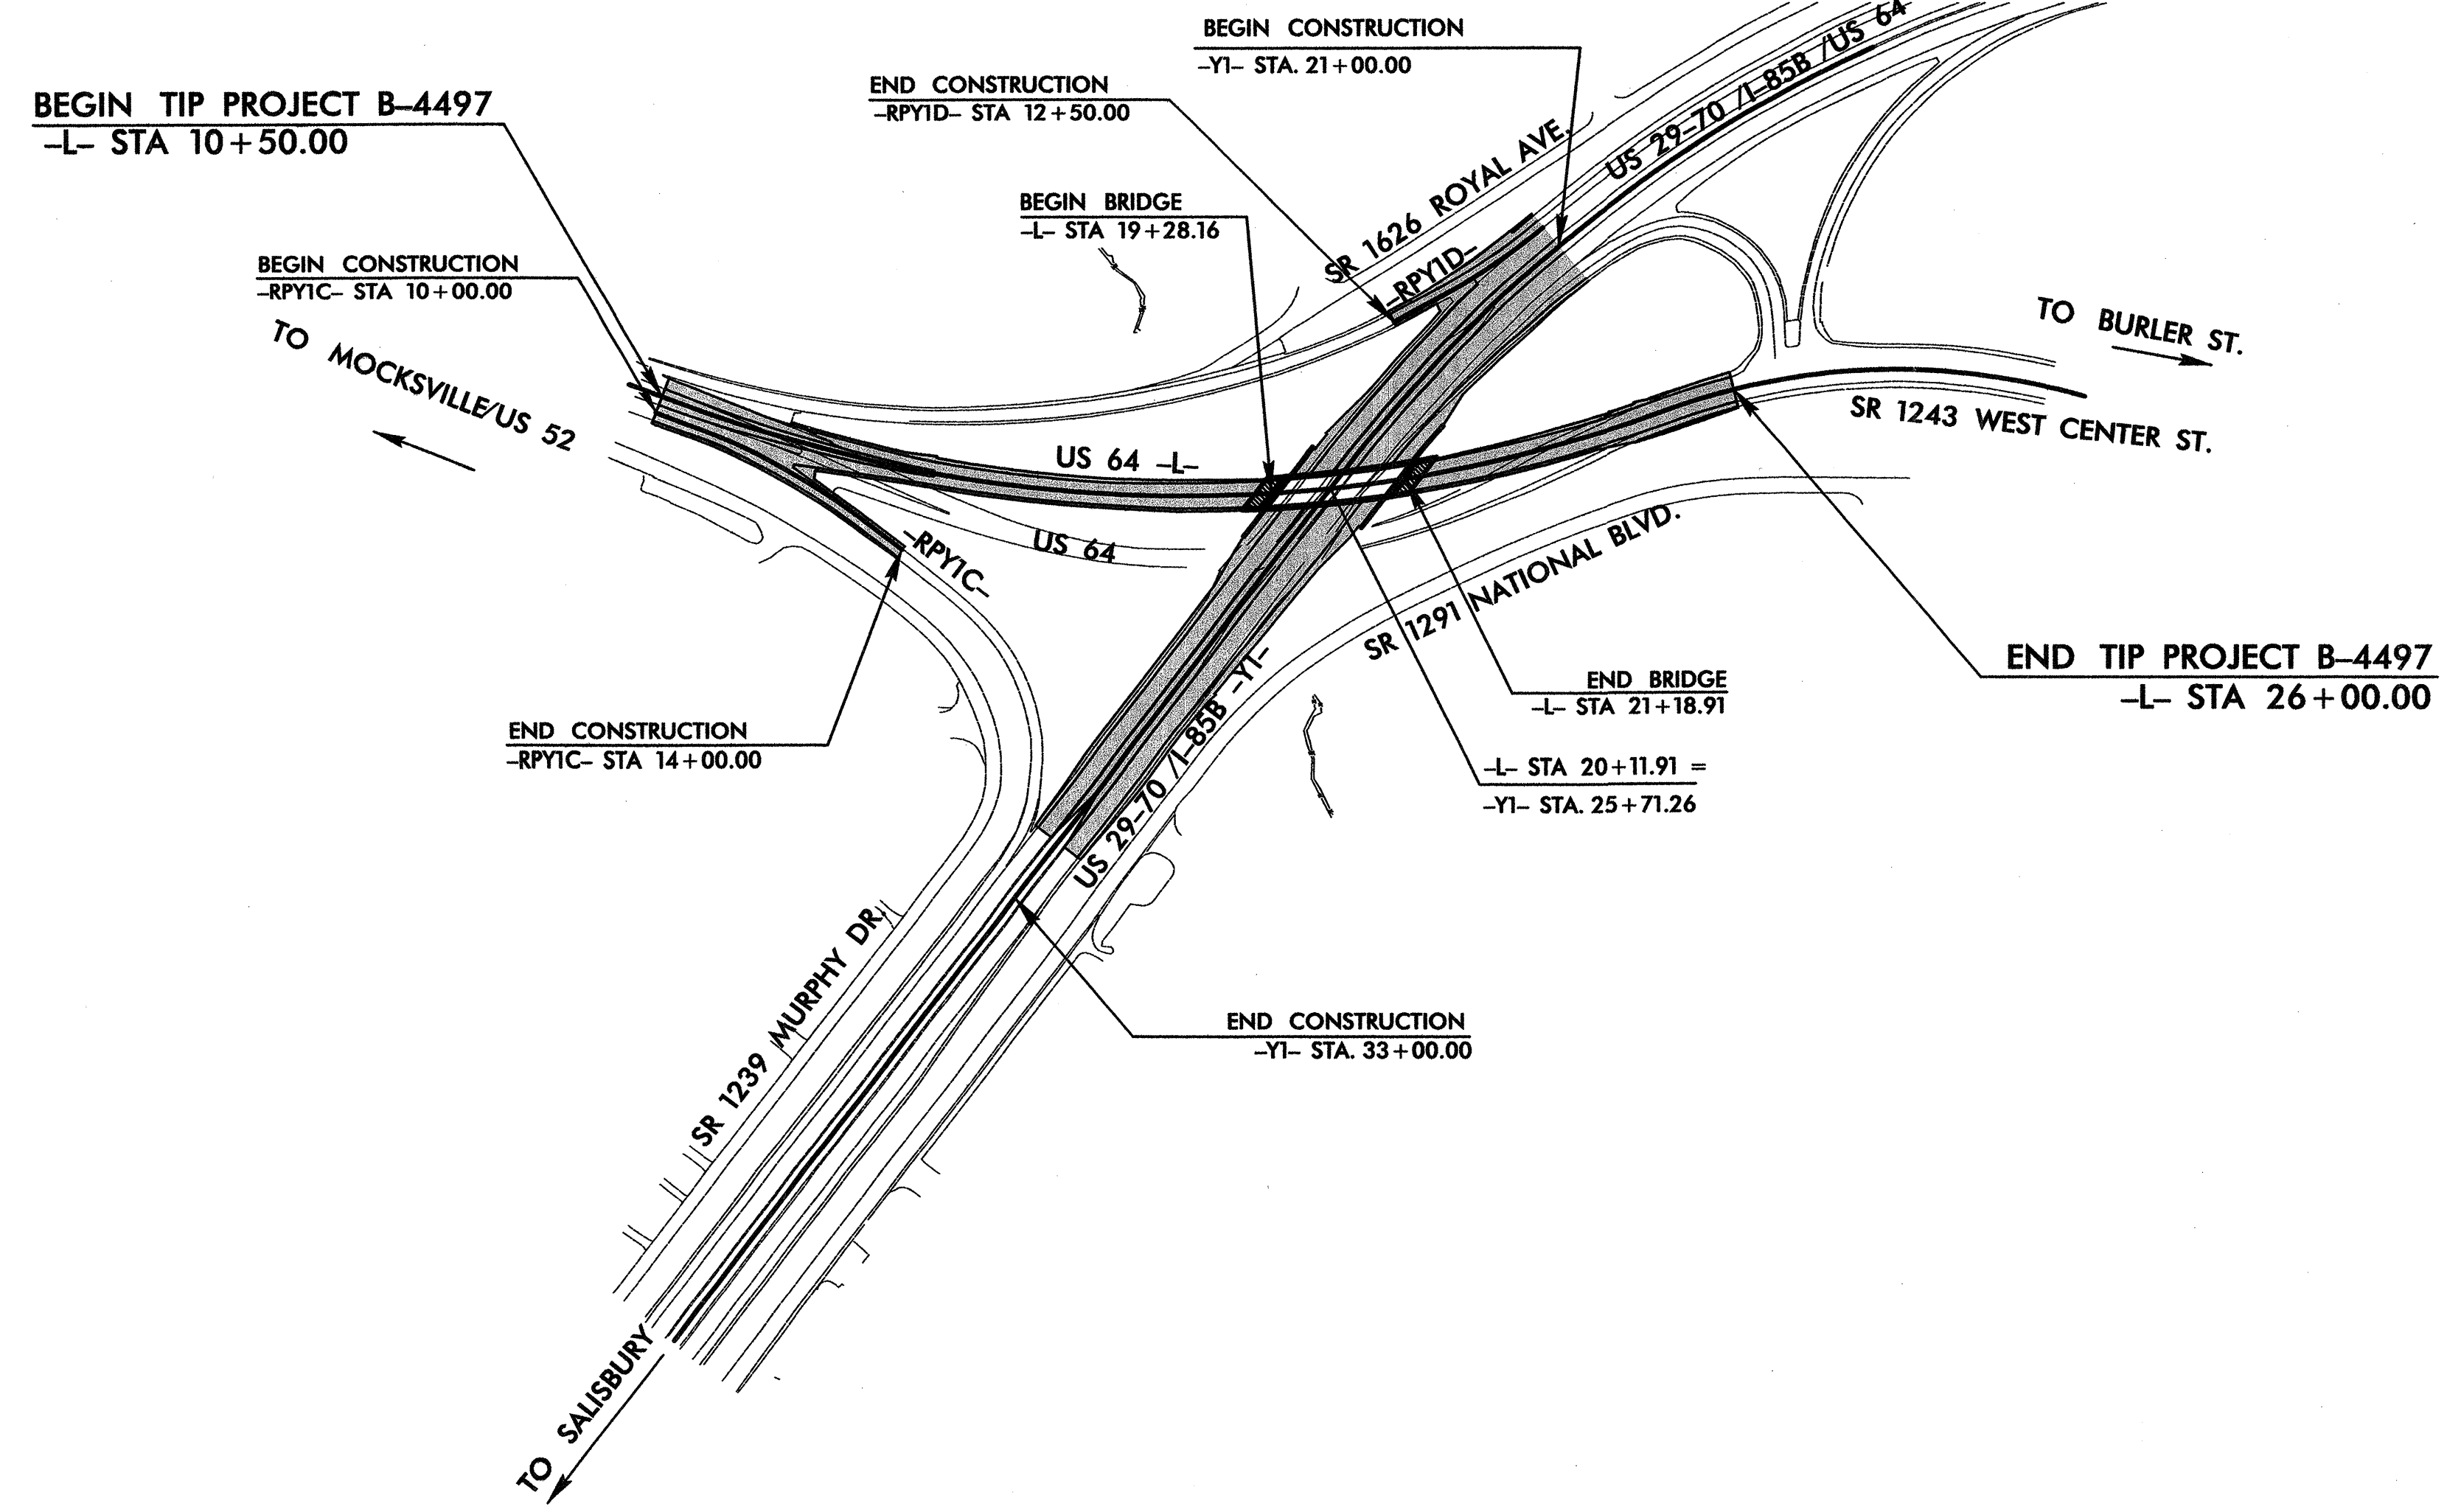 BEGIN CONSTRUCTION
-Y1- STA. 21+00.00
END CONSTRUCTION
-RPY1D- STA 12+50.00
BEGIN TIP PROJECT B-4497
-L- STA 10+50.00
US 29-70 /I-85B /US 64
SR 1626 ROYAL AVE.
BEGIN BRIDGE
-L- STA 19+28.16
-RPY1D-
BEGIN CONSTRUCTION
-RPY1C- STA 10+00.00
TO MOCKSVILLE/US 52
TO BURLER ST.
SR 1243 WEST CENTER ST.
US 64 -L-
US 64
-RPY1C-
SR 1291 NATIONAL BLVD.
END TIP PROJECT B-4497
-L- STA 26+00.00
END BRIDGE
-L- STA 21+18.91
END CONSTRUCTION
-RPY1C- STA 14+00.00
US 29-70 /I-85B -Y1-
-L- STA 20+11.91 =
-Y1- STA. 25+71.26
SR 1239 MURPHY DR.
END CONSTRUCTION
-Y1- STA. 33+00.00
TO SALISBURY